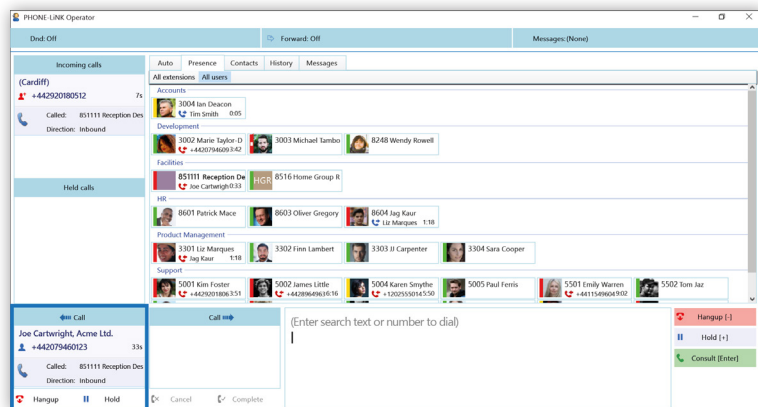 PHONE-LiNK Operator
Dnd: Off
Forward: Off
Messages: (None)
Incoming calls
(Cardiff)
+442920180512 7s
Called: 851111 Reception Des
Direction: Inbound
Held calls
Auto Presence Contacts History Messages
All extensions All users
Accounts
3004 Ian Deacon
Tim Smith 0:05
Development
3002 Marie Taylor-D
+4420794609 3:42
3003 Michael Tambo
8248 Wendy Rowell
Facilities
851111 Reception De
Joe Cartwrigh 0:33
HGR
8516 Home Group R
HR
8601 Patrick Mace
8603 Oliver Gregory
8604 Jag Kaur
Liz Marques 1:18
Product Management
3301 Liz Marques
Jag Kaur 1:18
3302 Finn Lambert
3303 JJ Carpenter
3304 Sara Cooper
Support
5001 Kim Foster
+4429201806 3:51
5002 James Little
+4428964963 6:16
5004 Karen Smythe
+1202555014 5:50
5005 Paul Ferris
5501 Emily Warren
+4411549604 9:02
5502 Tom Jaz
Call
Joe Cartwright, Acme Ltd.
+442079460123 33s
Called: 851111 Reception Des
Direction: Inbound
Hangup Hold
Call
Cancel Complete
(Enter search text or number to dial)
Hangup [-]
Hold [+]
Consult [Enter]